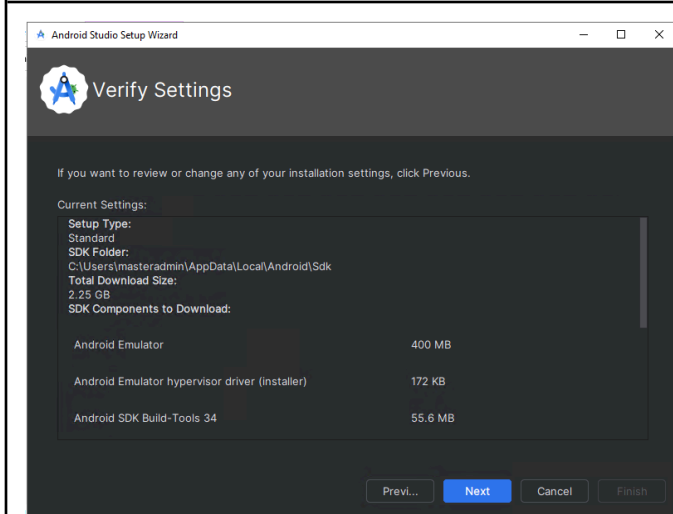 Android Studio Setup Wizard
Verify Settings
If you want to review or change any of your installation settings, click Previous.
Current Settings:
Setup Type:
Standard
SDK Folder:
C:\Users\masteradmin\AppData\Local\Android\Sdk
Total Download Size:
2.25 GB
SDK Components to Download:
Android Emulator 400 MB
Android Emulator hypervisor driver (installer) 172 KB
Android SDK Build-Tools 34 55.6 MB
Previ... Next Cancel Finish